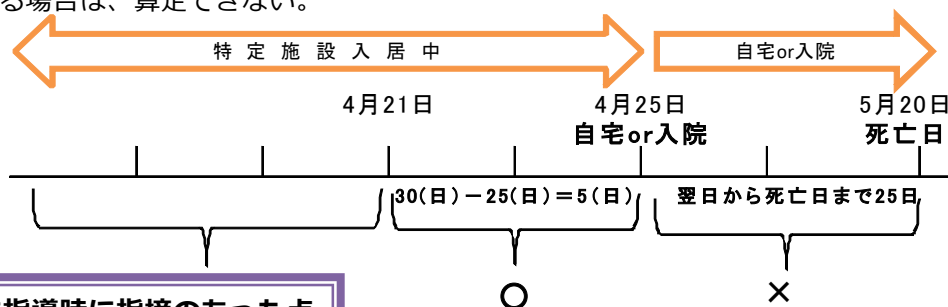 る場合は、算定できない。
特定施設入居中
自宅or入院
4月21日
4月25日
5月20日
自宅or入院
死亡日
30(日)－25(日)＝5(日)
翌日から死亡日まで25日
指導時に指摘のあった点
○
×